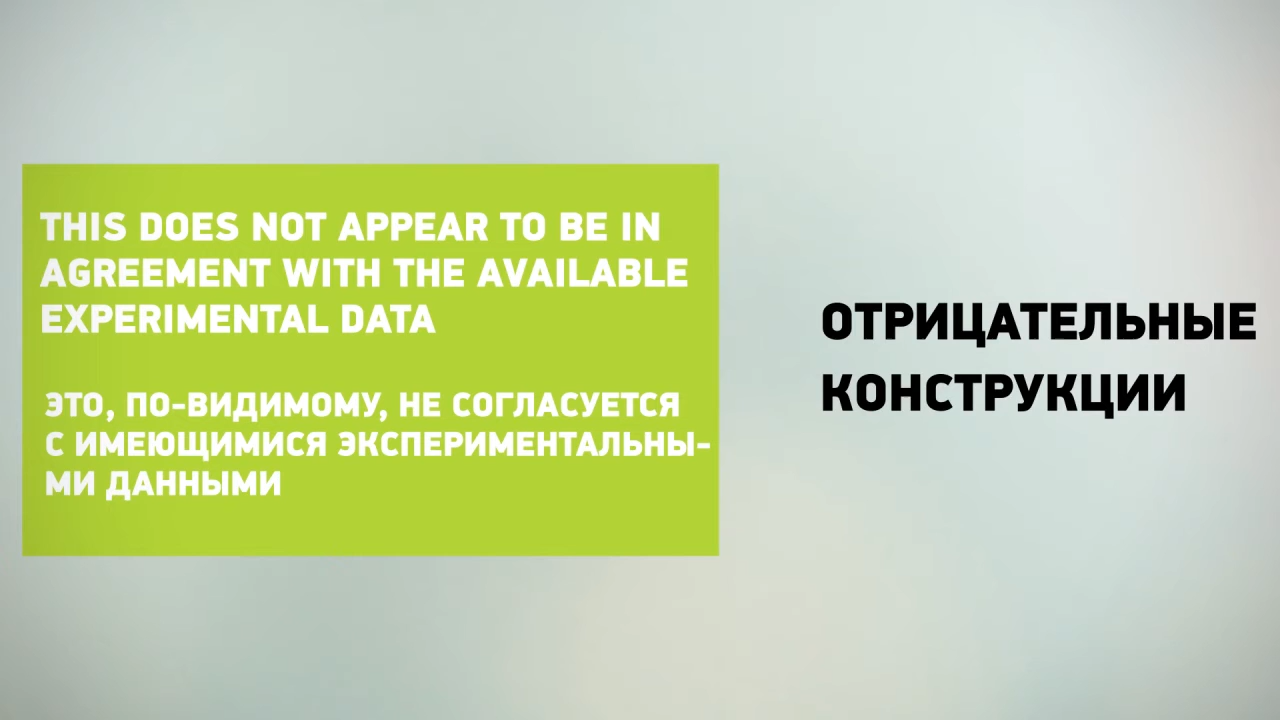 THIS DOES NOT APPEAR TO BE IN
AGREEMENT WITH THE AVAILABLE
EXPERIMENTAL DATA
ЭТО, ПО-ВИДИМОМУ, НЕ СОГЛАСУЕТСЯ
С ИМЕЮЩИМИСЯ ЭКСПЕРИМЕНТАЛЬНЫ-
МИ ДАННЫМИ
ОТРИЦАТЕЛЬНЫЕ
КОНСТРУКЦИИ